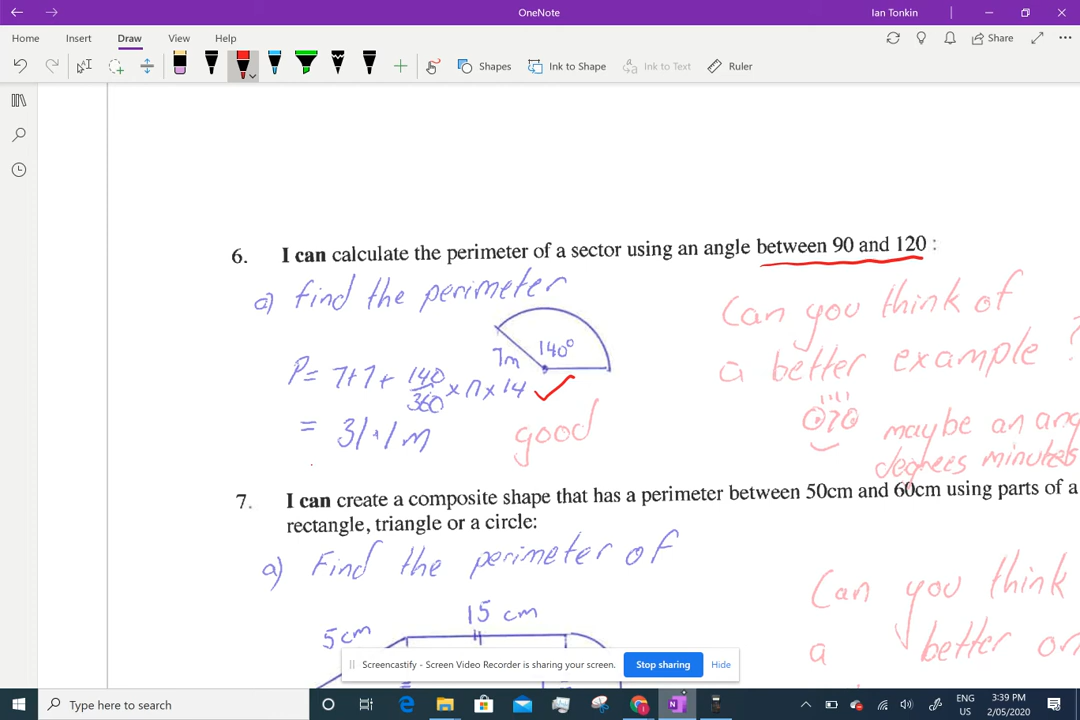 OneNote
Ian Tonkin
Home Insert Draw View Help
Share
Shapes
Ink to Shape
Ink to Text
Ruler
6. I can calculate the perimeter of a sector using an angle between 90 and 120 :
a) find the perimeter
140°
7m
P= 7+7+ 140/360 × π × 14
= 31.1m
good
Can you think of
a better example ?
maybe an ang
degrees minutes
7. I can create a composite shape that has a perimeter between 50cm and 60cm using parts of a
rectangle, triangle or a circle:
a) Find the perimeter of
15 cm
5cm
Can you think
a better
Screencastify - Screen Video Recorder is sharing your screen.
Stop sharing
Hide
Type here to search
ENG
US
3:39 PM
2/05/2020